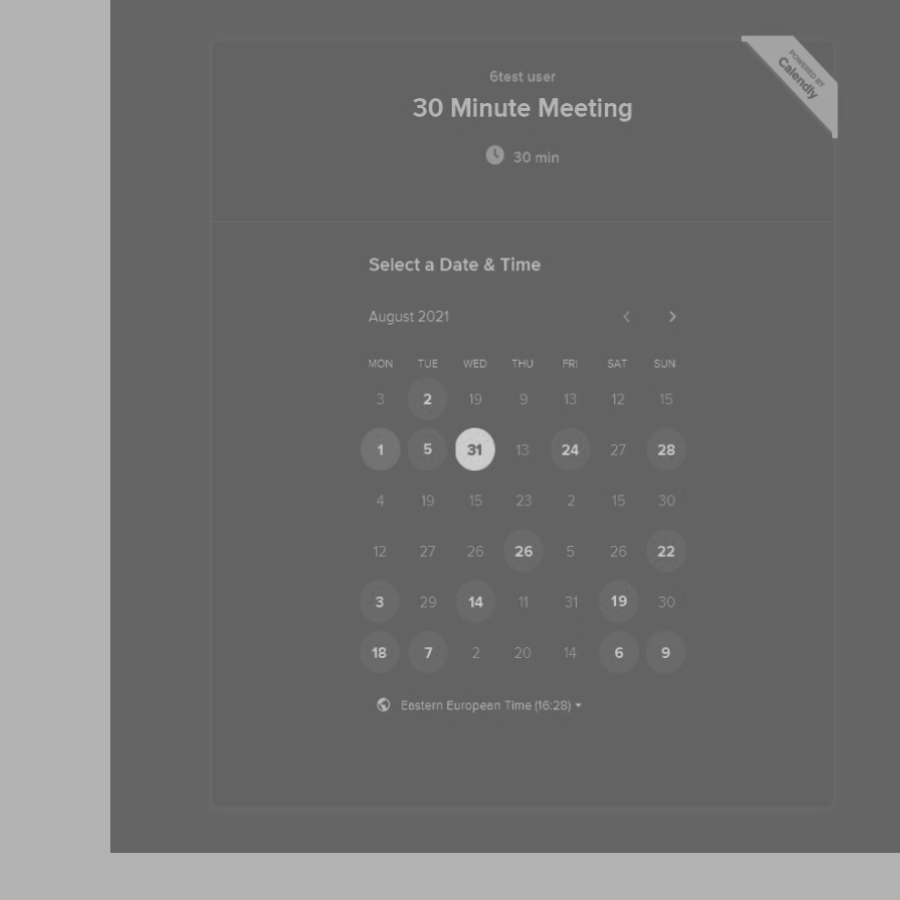 POWERED BY
Calendly
6test user
30 Minute Meeting
30 min
Select a Date & Time
August 2021
MON TUE WED THU FRI SAT SUN
3 2 19 9 13 12 15
1 5 31 13 24 27 28
4 19 15 23 2 15 30
12 27 26 26 5 26 22
3 29 14 11 31 19 30
18 7 2 20 14 6 9
Eastern European Time (16:28)